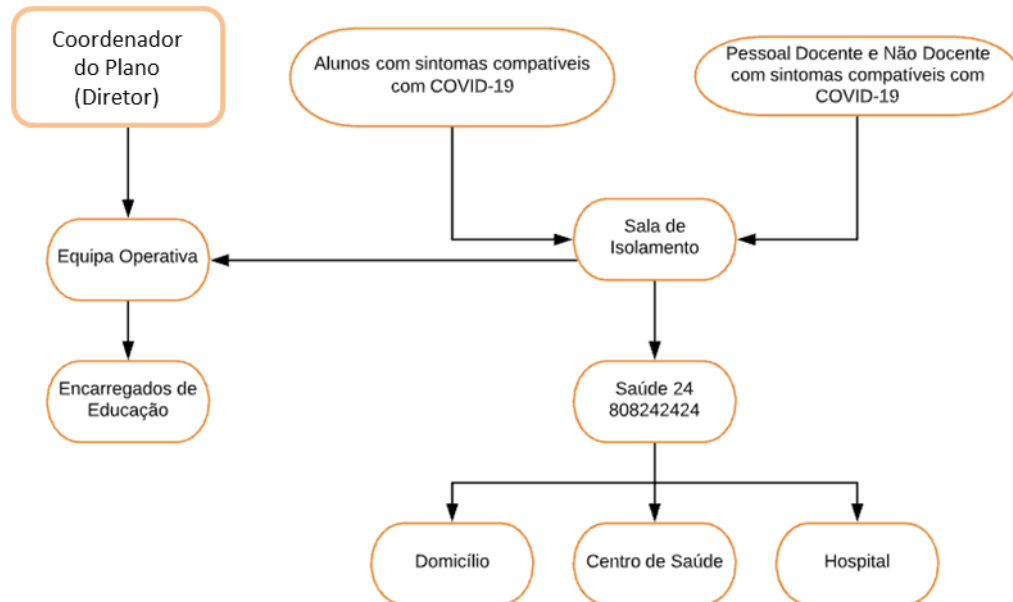 Coordenador
do Plano
(Diretor)
Alunos com sintomas compatíveis
com COVID-19
Pessoal Docente e Não Docente
com sintomas compatíveis com
COVID-19
Equipa Operativa
Sala de
Isolamento
Encarregados de
Educação
Saúde 24
808242424
Domicílio
Centro de Saúde
Hospital